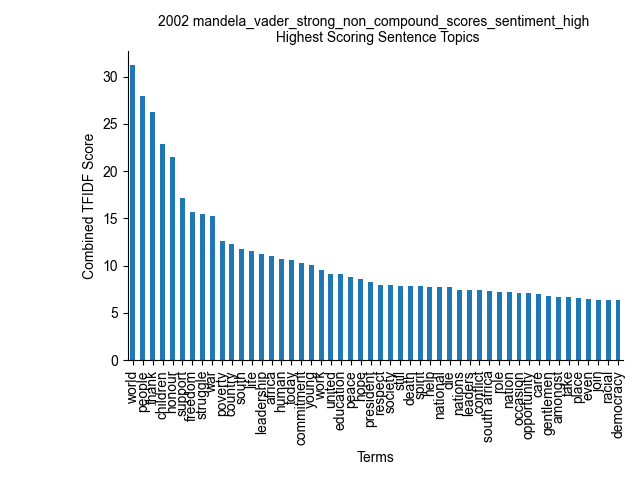 2002 mandela_vader_strong_non_compound_scores_sentiment_high
Highest Scoring Sentence Topics
Combined TFIDF Score
30
25
20
15
10
5
0
world
people
thank
children
honour
support
freedom
struggle
war
poverty
country
south
life
leadership
africa
human
today
commitment
young
work
united
education
peace
hope
president
respect
society
still
death
spirit
help
national
die
nations
leaders
conflict
south africa
role
nation
occasion
opportunity
care
gentlemen
amongst
take
place
even
join
racial
democracy
Terms